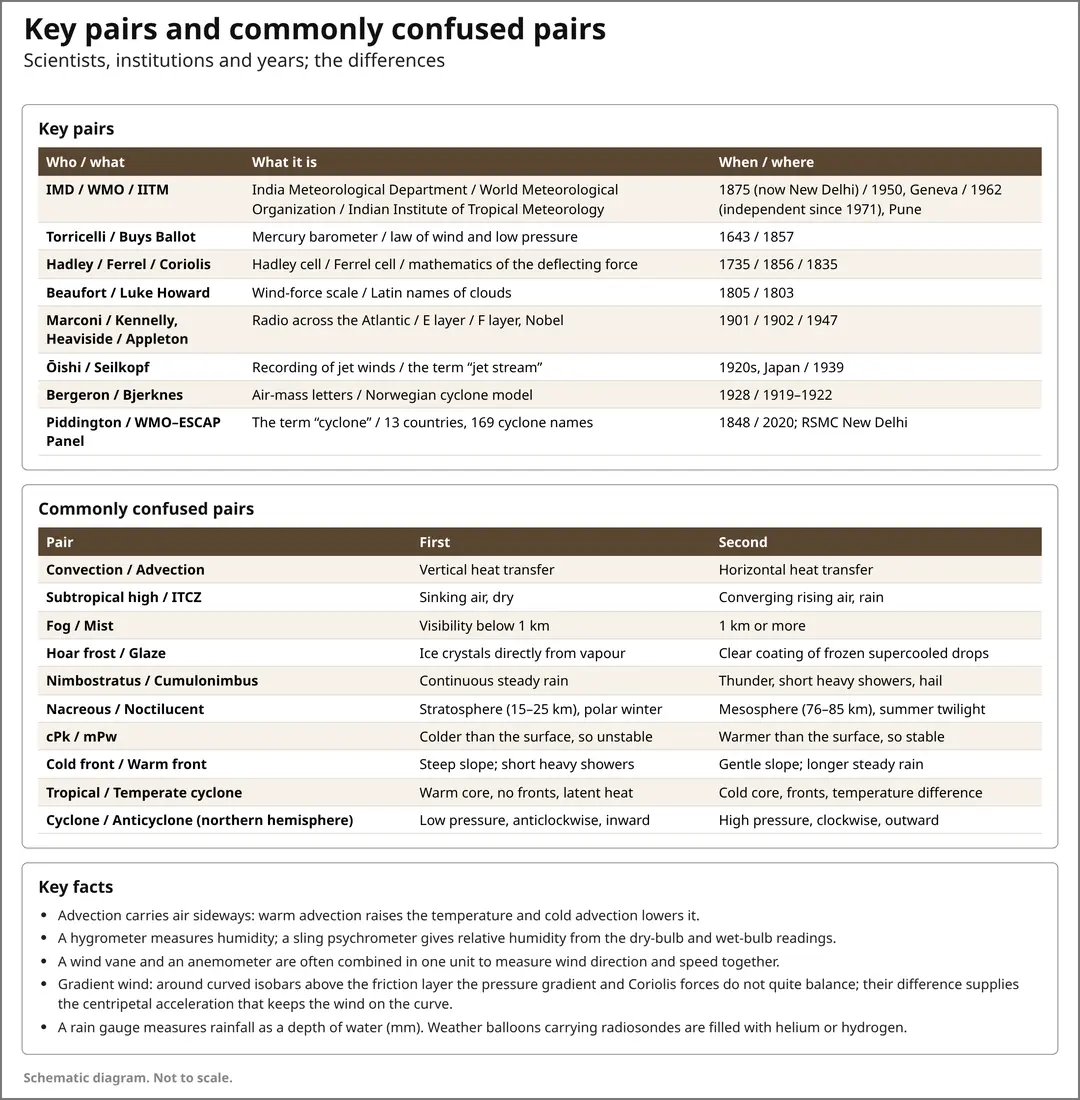 Key pairs and commonly confused pairs
Scientists, institutions and years; the differences
Key pairs
Who / what What it is When / where
IMD / WMO / IITM India Meteorological Department / World Meteorological Organization / Indian Institute of Tropical Meteorology 1875 (now New Delhi) / 1950, Geneva / 1962 (independent since 1971), Pune
Torricelli / Buys Ballot Mercury barometer / law of wind and low pressure 1643 / 1857
Hadley / Ferrel / Coriolis Hadley cell / Ferrel cell / mathematics of the deflecting force 1735 / 1856 / 1835
Beaufort / Luke Howard Wind-force scale / Latin names of clouds 1805 / 1803
Marconi / Kennelly, Heaviside / Appleton Radio across the Atlantic / E layer / F layer, Nobel 1901 / 1902 / 1947
Ōishi / Seilkopf Recording of jet winds / the term “jet stream” 1920s, Japan / 1939
Bergeron / Bjerknes Air-mass letters / Norwegian cyclone model 1928 / 1919–1922
Piddington / WMO–ESCAP Panel The term “cyclone” / 13 countries, 169 cyclone names 1848 / 2020; RSMC New Delhi
Commonly confused pairs
Pair First Second
Convection / Advection Vertical heat transfer Horizontal heat transfer
Subtropical high / ITCZ Sinking air, dry Converging rising air, rain
Fog / Mist Visibility below 1 km 1 km or more
Hoar frost / Glaze Ice crystals directly from vapour Clear coating of frozen supercooled drops
Nimbostratus / Cumulonimbus Continuous steady rain Thunder, short heavy showers, hail
Nacreous / Noctilucent Stratosphere (15–25 km), polar winter Mesosphere (76–85 km), summer twilight
cPk / mPw Colder than the surface, so unstable Warmer than the surface, so stable
Cold front / Warm front Steep slope; short heavy showers Gentle slope; longer steady rain
Tropical / Temperate cyclone Warm core, no fronts, latent heat Cold core, fronts, temperature difference
Cyclone / Anticyclone (northern hemisphere) Low pressure, anticlockwise, inward High pressure, clockwise, outward
Key facts
• Advection carries air sideways: warm advection raises the temperature and cold advection lowers it.
• A hygrometer measures humidity; a sling psychrometer gives relative humidity from the dry-bulb and wet-bulb readings.
• A wind vane and an anemometer are often combined in one unit to measure wind direction and speed together.
• Gradient wind: around curved isobars above the friction layer the pressure gradient and Coriolis forces do not quite balance; their difference supplies
the centripetal acceleration that keeps the wind on the curve.
• A rain gauge measures rainfall as a depth of water (mm). Weather balloons carrying radiosondes are filled with helium or hydrogen.
Schematic diagram. Not to scale.